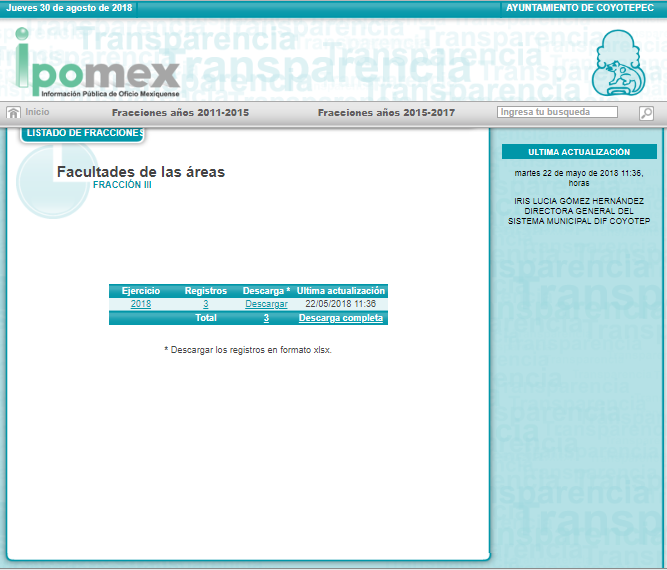 Jueves 30 de agosto de 2018
AYUNTAMIENTO DE COYOTEPEC
Transparencia
Transparencia
Transparencia
ipomex
Información Pública de Oficio Mexiquense
Inicio
Fracciones años 2011-2015
Fracciones años 2015-2017
Ingresa tu busqueda
LISTADO DE FRACCIONES
ULTIMA ACTUALIZACIÓN
martes 22 de mayo de 2018 11:36,
horas
IRIS LUCIA GÓMEZ HERNÁNDEZ
DIRECTORA GENERAL DEL
SISTEMA MUNICIPAL DIF COYOTEP
Facultades de las áreas
FRACCIÓN III
Ejercicio Registros Descarga * Ultima actualización
2018 3 Descargar 22/05/2018 11:36
Total 3 Descarga completa
* Descargar los registros en formato xlsx.